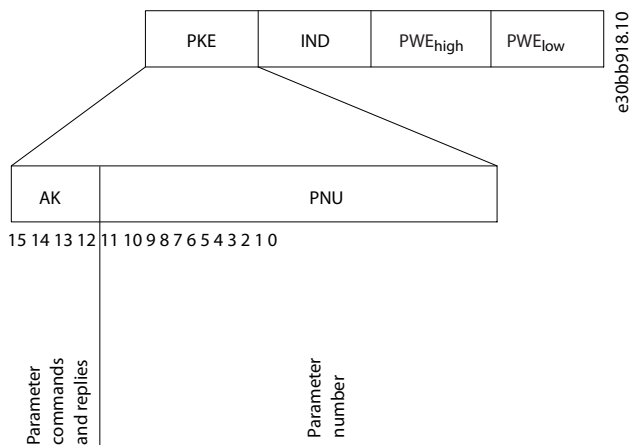 PKE IND PWEhigh PWElow
e30bb918.10
AK PNU
15 14 13 12 11 10 9 8 7 6 5 4 3 2 1 0
Parameter
commands
and replies
Parameter
number